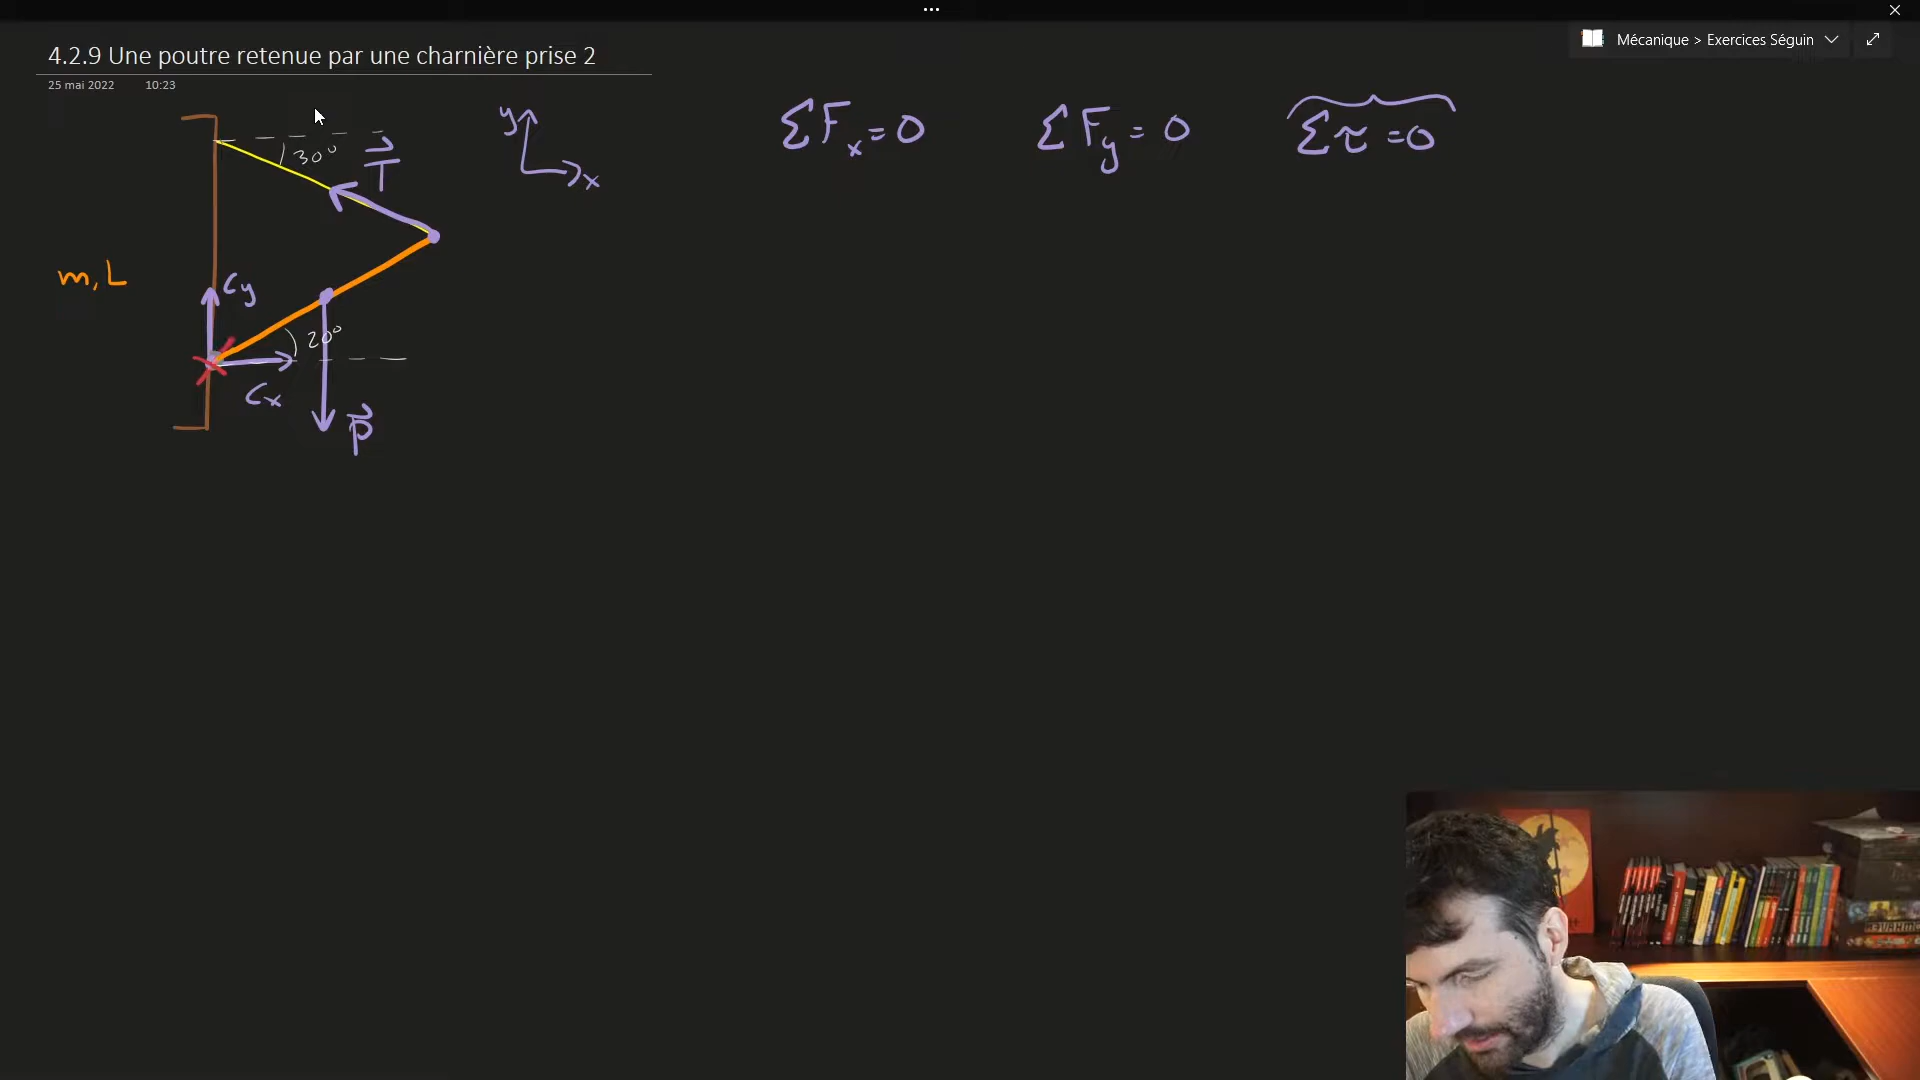 4.2.9 Une poutre retenue par une charnière prise 2
Mécanique > Exercices Séguin
25 mai 2022 10:23
y
x
ΣFx = 0
ΣFy = 0
Στ = 0
30°
T
m, L
Cy
20°
Cx
P